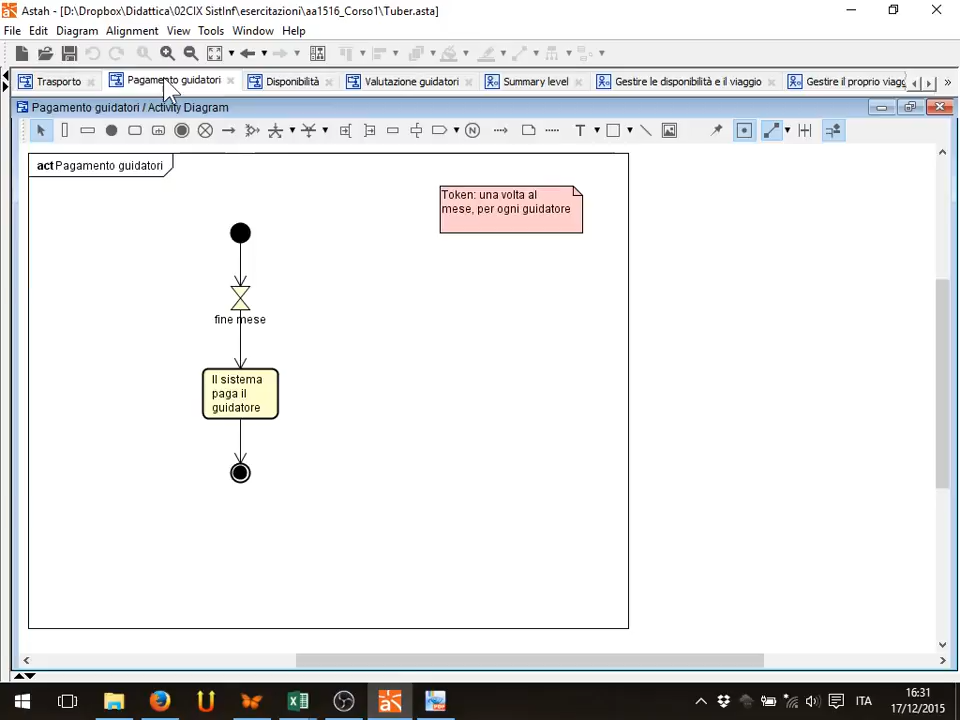 Astah - [D:\Dropbox\Didattica\02CIX SistInf\esercitazioni\aa1516_Corso1\Tuber.asta]
File Edit Diagram Alignment View Tools Window Help
Trasporto Pagamento guidatori Disponibilità Valutazione guidatori Summary level Gestire le disponibilità e il viaggio Gestire il proprio viagg
Pagamento guidatori / Activity Diagram
act Pagamento guidatori
Token: una volta al
mese, per ogni guidatore
fine mese
Il sistema
paga il
guidatore
ITA
16:31
17/12/2015